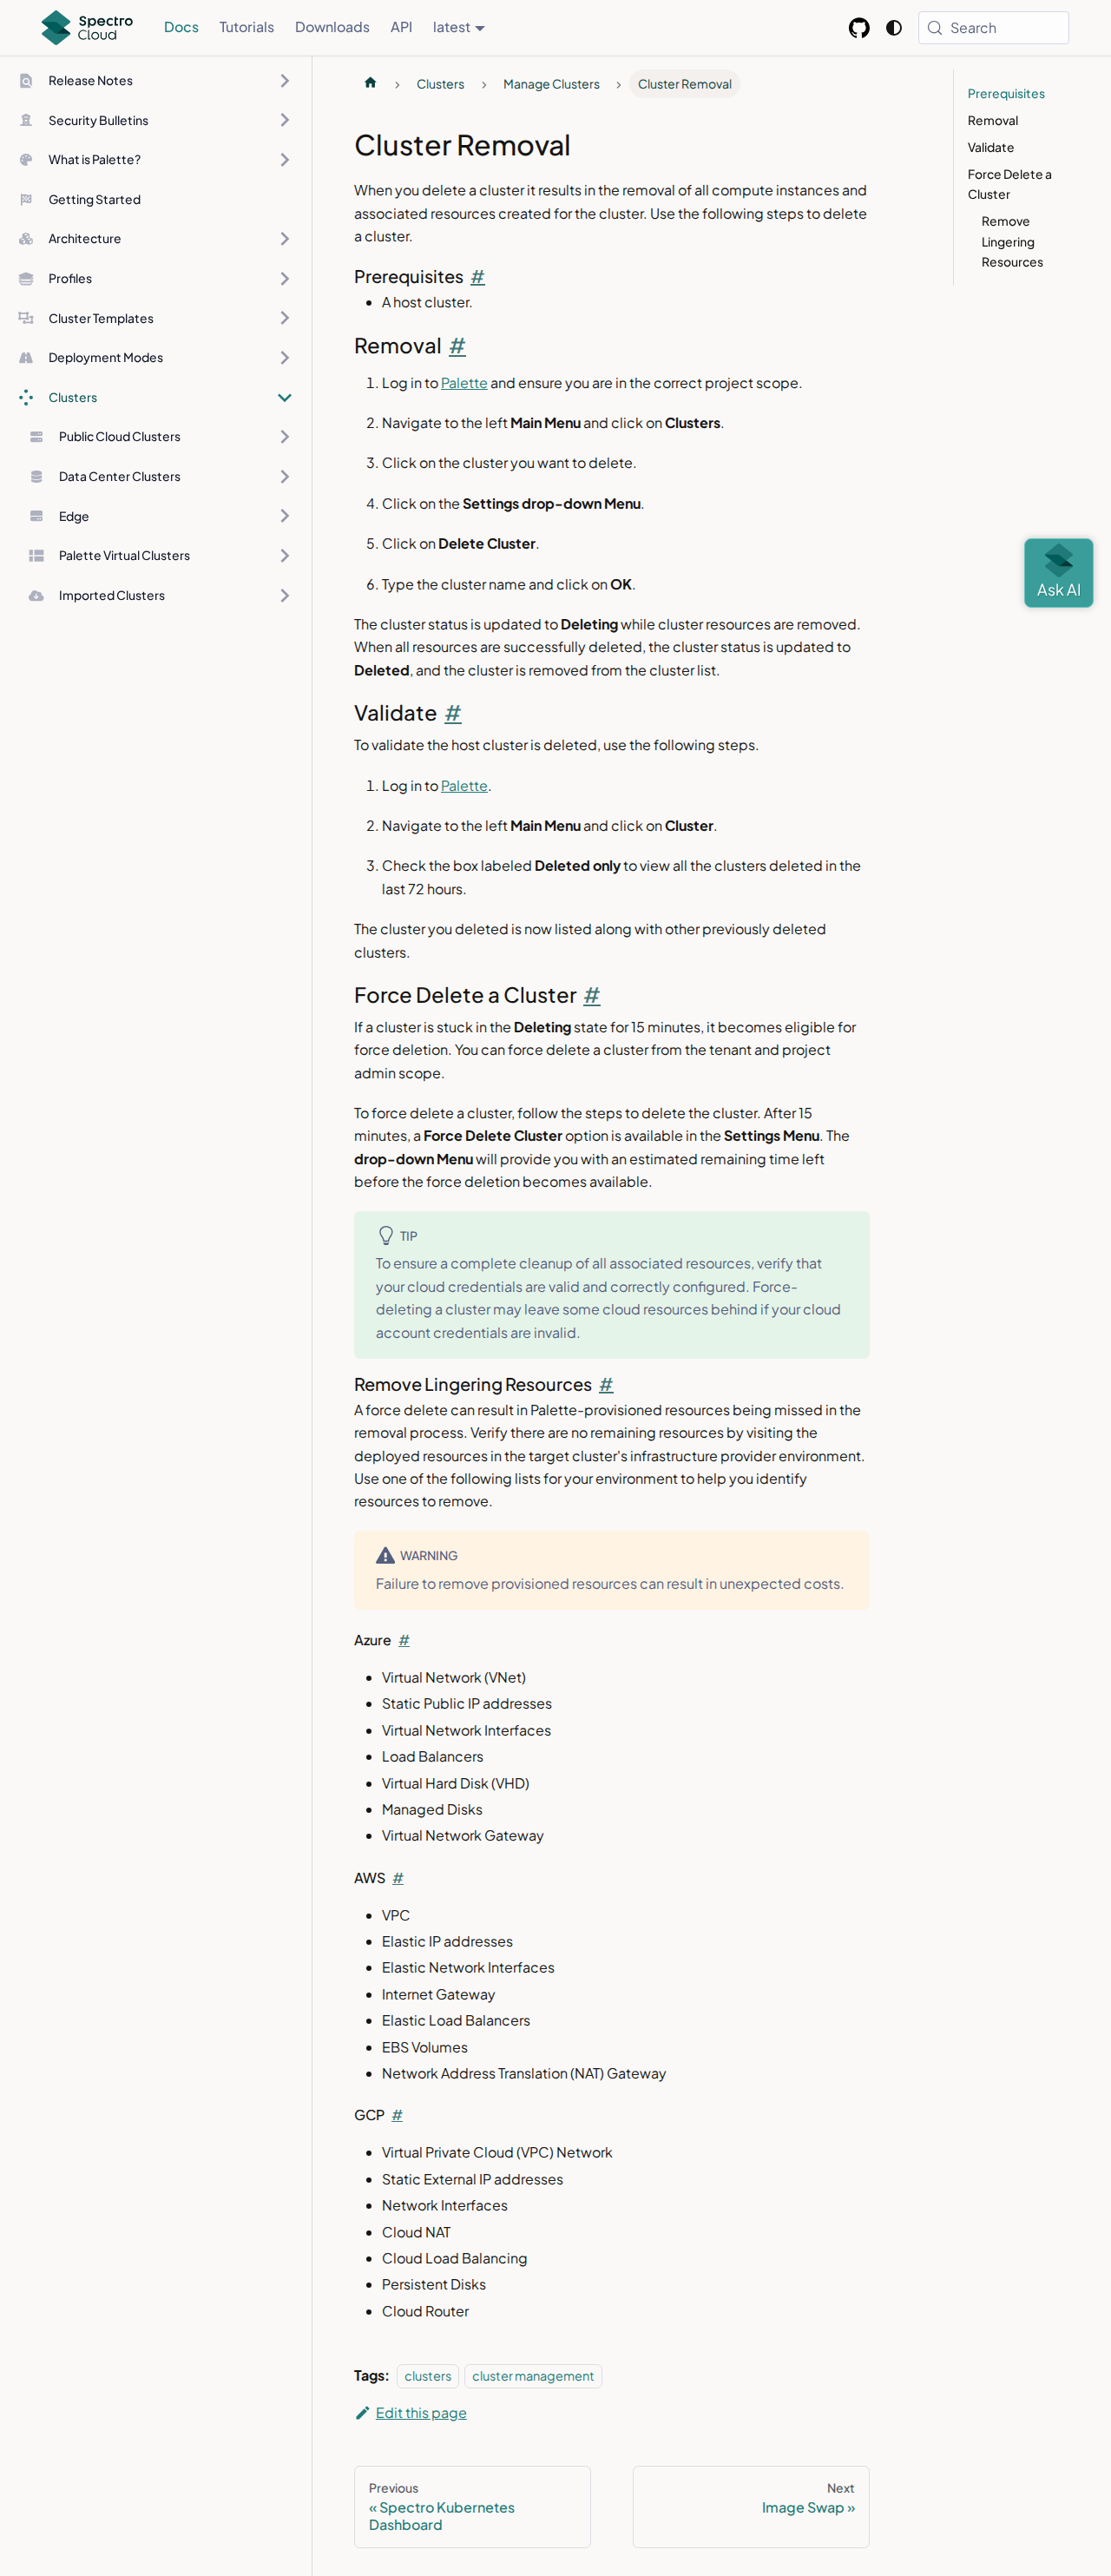 Spectro Cloud
Docs
Tutorials
Downloads
API
latest
Search
Release Notes
Security Bulletins
What is Palette?
Getting Started
Architecture
Profiles
Cluster Templates
Deployment Modes
Clusters
Public Cloud Clusters
Data Center Clusters
Edge
Palette Virtual Clusters
Imported Clusters
Clusters
Manage Clusters
Cluster Removal
Cluster Removal
When you delete a cluster it results in the removal of all compute instances and
associated resources created for the cluster. Use the following steps to delete
a cluster.
Prerequisites #
A host cluster.
Removal #
1. Log in to Palette and ensure you are in the correct project scope.
2. Navigate to the left Main Menu and click on Clusters.
3. Click on the cluster you want to delete.
4. Click on the Settings drop-down Menu.
5. Click on Delete Cluster.
6. Type the cluster name and click on OK.
The cluster status is updated to Deleting while cluster resources are removed.
When all resources are successfully deleted, the cluster status is updated to
Deleted, and the cluster is removed from the cluster list.
Validate #
To validate the host cluster is deleted, use the following steps.
1. Log in to Palette.
2. Navigate to the left Main Menu and click on Cluster.
3. Check the box labeled Deleted only to view all the clusters deleted in the
last 72 hours.
The cluster you deleted is now listed along with other previously deleted
clusters.
Force Delete a Cluster #
If a cluster is stuck in the Deleting state for 15 minutes, it becomes eligible for
force deletion. You can force delete a cluster from the tenant and project
admin scope.
To force delete a cluster, follow the steps to delete the cluster. After 15
minutes, a Force Delete Cluster option is available in the Settings Menu. The
drop-down Menu will provide you with an estimated remaining time left
before the force deletion becomes available.
TIP
To ensure a complete cleanup of all associated resources, verify that
your cloud credentials are valid and correctly configured. Force-
deleting a cluster may leave some cloud resources behind if your cloud
account credentials are invalid.
Remove Lingering Resources #
A force delete can result in Palette-provisioned resources being missed in the
removal process. Verify there are no remaining resources by visiting the
deployed resources in the target cluster's infrastructure provider environment.
Use one of the following lists for your environment to help you identify
resources to remove.
WARNING
Failure to remove provisioned resources can result in unexpected costs.
Azure #
Virtual Network (VNet)
Static Public IP addresses
Virtual Network Interfaces
Load Balancers
Virtual Hard Disk (VHD)
Managed Disks
Virtual Network Gateway
AWS #
VPC
Elastic IP addresses
Elastic Network Interfaces
Internet Gateway
Elastic Load Balancers
EBS Volumes
Network Address Translation (NAT) Gateway
GCP #
Virtual Private Cloud (VPC) Network
Static External IP addresses
Network Interfaces
Cloud NAT
Cloud Load Balancing
Persistent Disks
Cloud Router
Tags: clusters cluster management
Edit this page
Previous
« Spectro Kubernetes
Dashboard
Next
Image Swap »
Prerequisites
Removal
Validate
Force Delete a
Cluster
Remove
Lingering
Resources
Ask AI